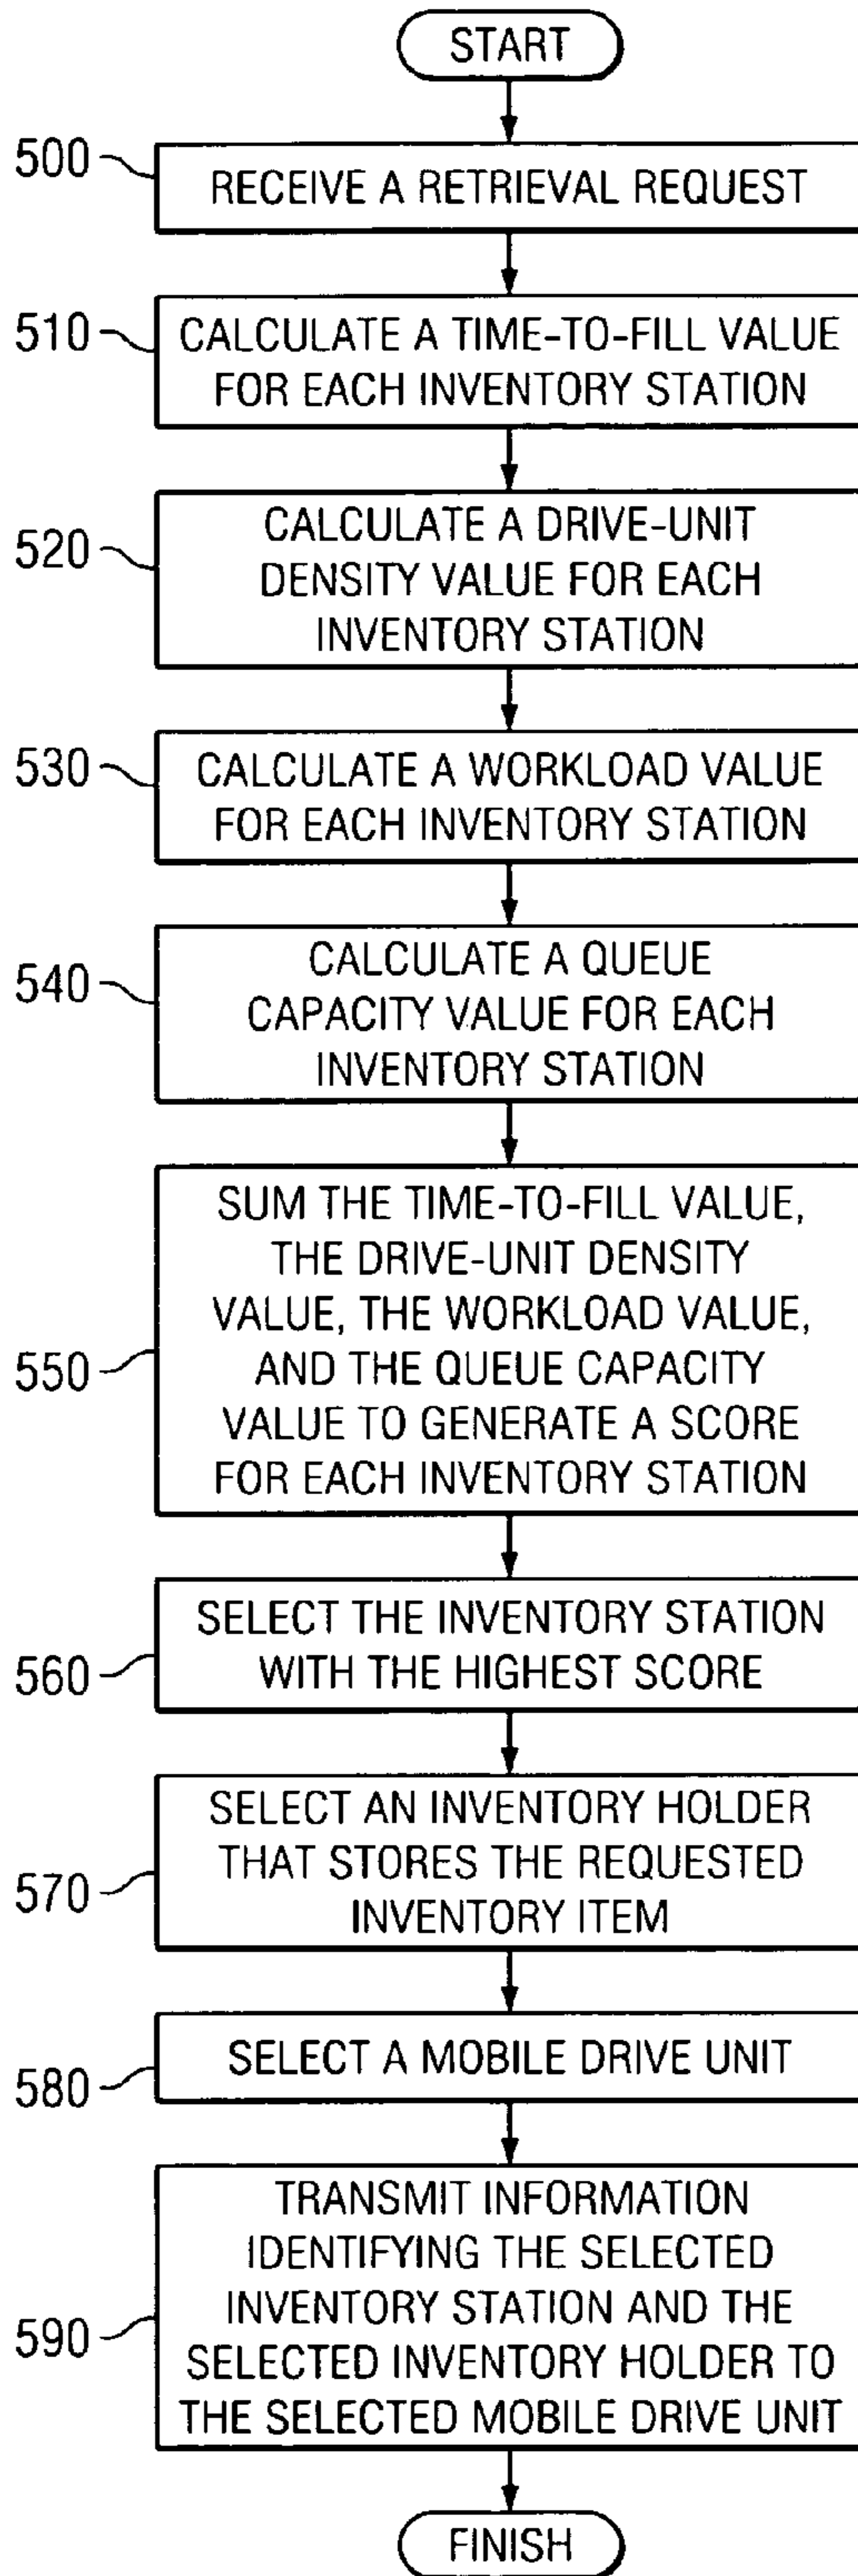 START
500
RECEIVE A RETRIEVAL REQUEST
510
CALCULATE A TIME-TO-FILL VALUE
FOR EACH INVENTORY STATION
520
CALCULATE A DRIVE-UNIT
DENSITY VALUE FOR EACH
INVENTORY STATION
530
CALCULATE A WORKLOAD VALUE
FOR EACH INVENTORY STATION
540
CALCULATE A QUEUE
CAPACITY VALUE FOR EACH
INVENTORY STATION
550
SUM THE TIME-TO-FILL VALUE,
THE DRIVE-UNIT DENSITY
VALUE, THE WORKLOAD VALUE,
AND THE QUEUE CAPACITY
VALUE TO GENERATE A SCORE
FOR EACH INVENTORY STATION
560
SELECT THE INVENTORY STATION
WITH THE HIGHEST SCORE
570
SELECT AN INVENTORY HOLDER
THAT STORES THE REQUESTED
INVENTORY ITEM
580
SELECT A MOBILE DRIVE UNIT
590
TRANSMIT INFORMATION
IDENTIFYING THE SELECTED
INVENTORY STATION AND THE
SELECTED INVENTORY HOLDER TO
THE SELECTED MOBILE DRIVE UNIT
FINISH